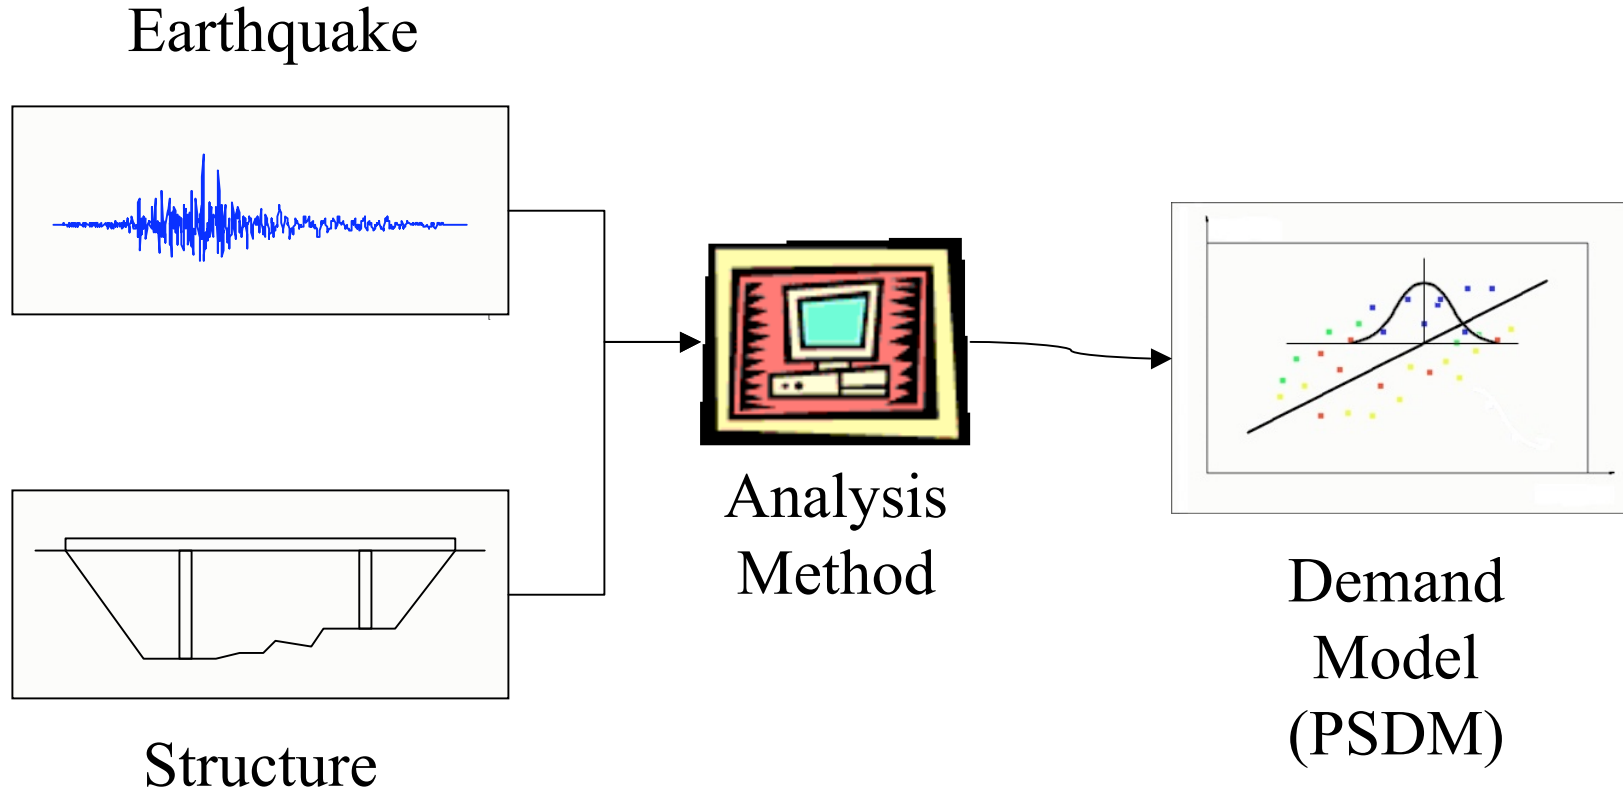 Earthquake
Structure
Analysis
Method
Demand
Model
(PSDM)